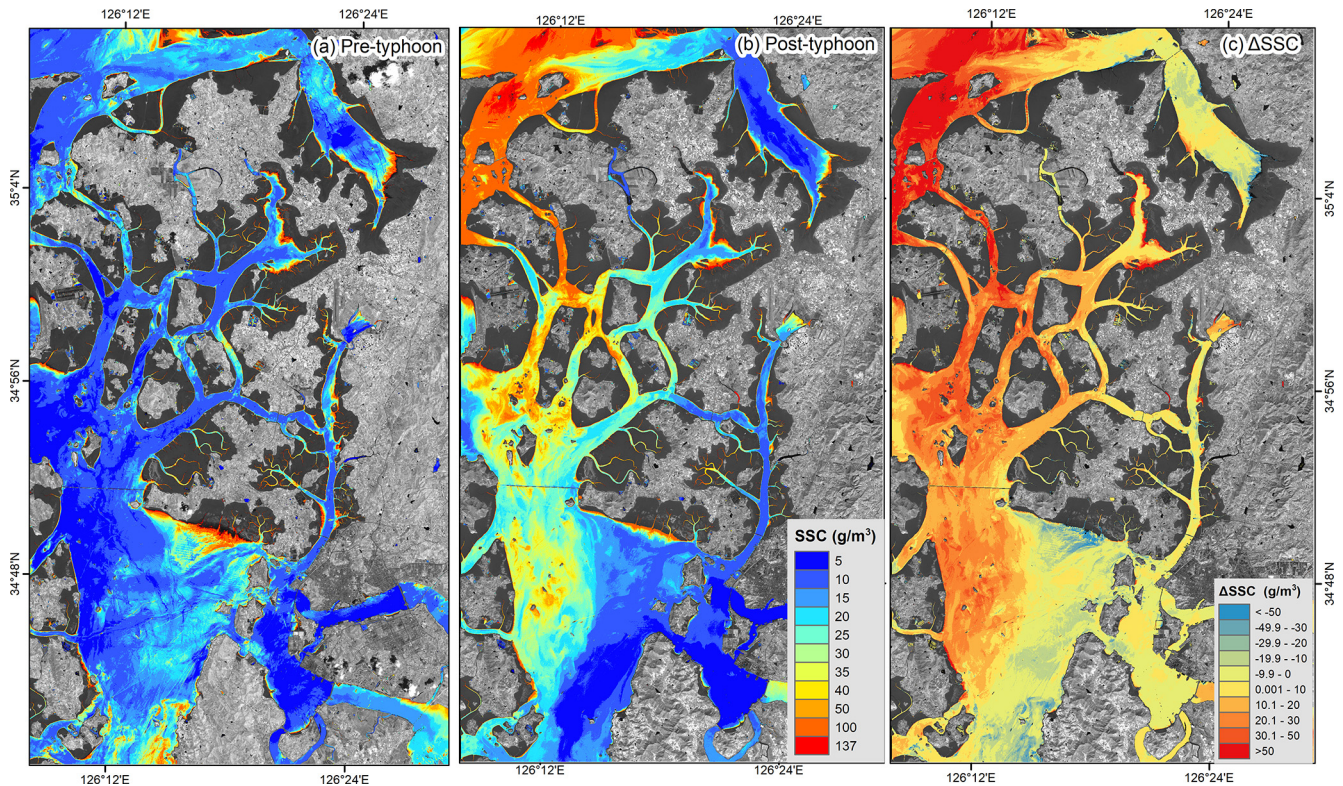 126°12'E 126°24'E 126°12'E 126°24'E 126°12'E 126°24'E
(a) Pre-typhoon (b) Post-typhoon (c) ΔSSC
35°4'N 35°4'N
34°56'N 34°56'N
34°48'N 34°48'N
SSC (g/m³)
5
10
15
20
25
30
35
40
50
100
137
ΔSSC (g/m³)
< -50
-49.9 - -30
-29.9 - -20
-19.9 - -10
-9.9 - 0
0.001 - 10
10.1 - 20
20.1 - 30
30.1 - 50
>50
126°12'E 126°24'E 126°12'E 126°24'E 126°12'E 126°24'E